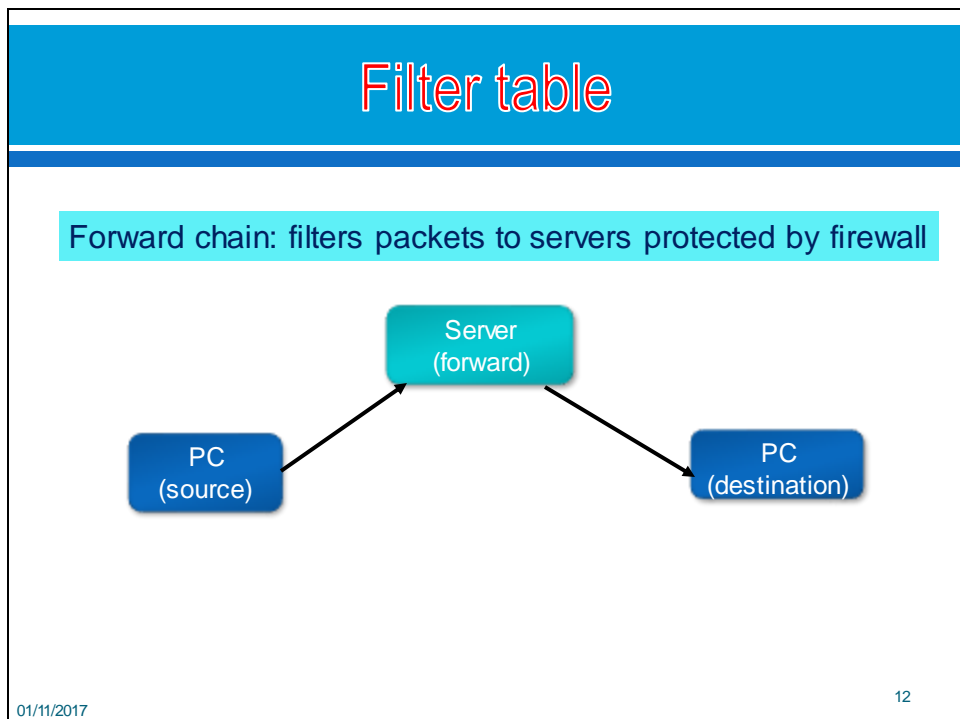 Filter table
Forward chain: filters packets to servers protected by firewall
Server
(forward)
PC
(source)
PC
(destination)
01/11/2017
12